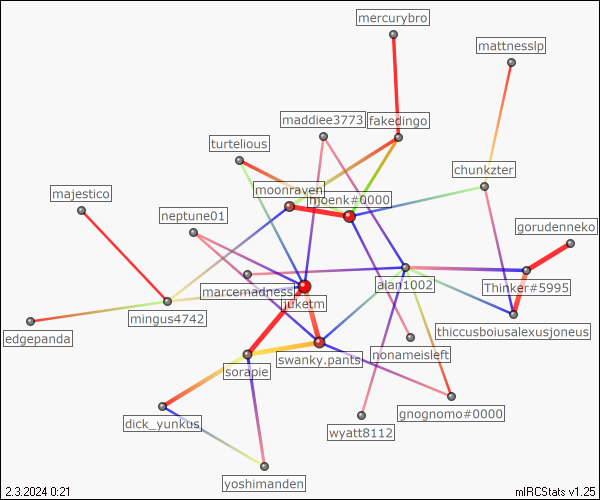 mercurybro
mattnesslp
maddiee3773
fakedingo
turtelious
chunkzter
moonraven
moenk#0000
majestico
neptune01
gorudenneko
marcemadness
alan1002
Thinker#5995
juketm
mingus4742
thiccusboiusalexusjoneus
edgepanda
swanky.pants
nonameisleft
sorapie
gnognomo#0000
dick_yunkus
wyatt8112
yoshimanden
2.3.2024 0:21
mIRCStats v1.25